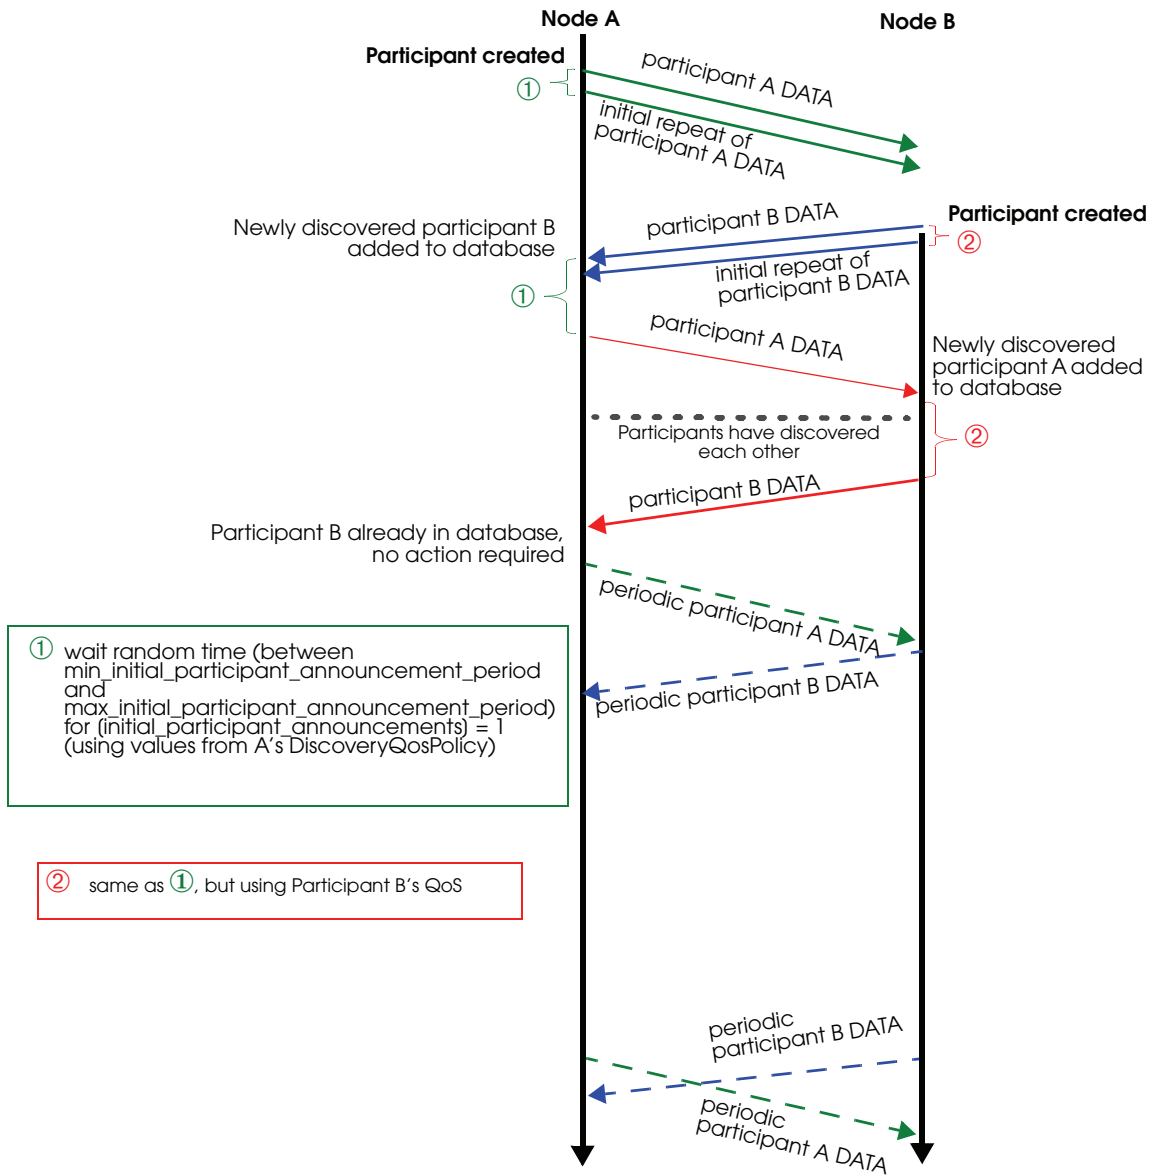 Node A
Node B
Participant created
①
participant A DATA
initial repeat of
participant A DATA
Participant created
②
participant B DATA
Newly discovered participant B
added to database
initial repeat of
participant B DATA
①
participant A DATA
Newly discovered
participant A added
to database
Participants have discovered
each other
②
participant B DATA
Participant B already in database,
no action required
periodic participant A DATA
periodic participant B DATA
① wait random time (between
min_initial_participant_announcement_period
and
max_initial_participant_announcement_period)
for (initial_participant_announcements) = 1
(using values from A's DiscoveryQosPolicy)
② same as ①, but using Participant B's QoS
periodic
participant B DATA
periodic
participant A DATA